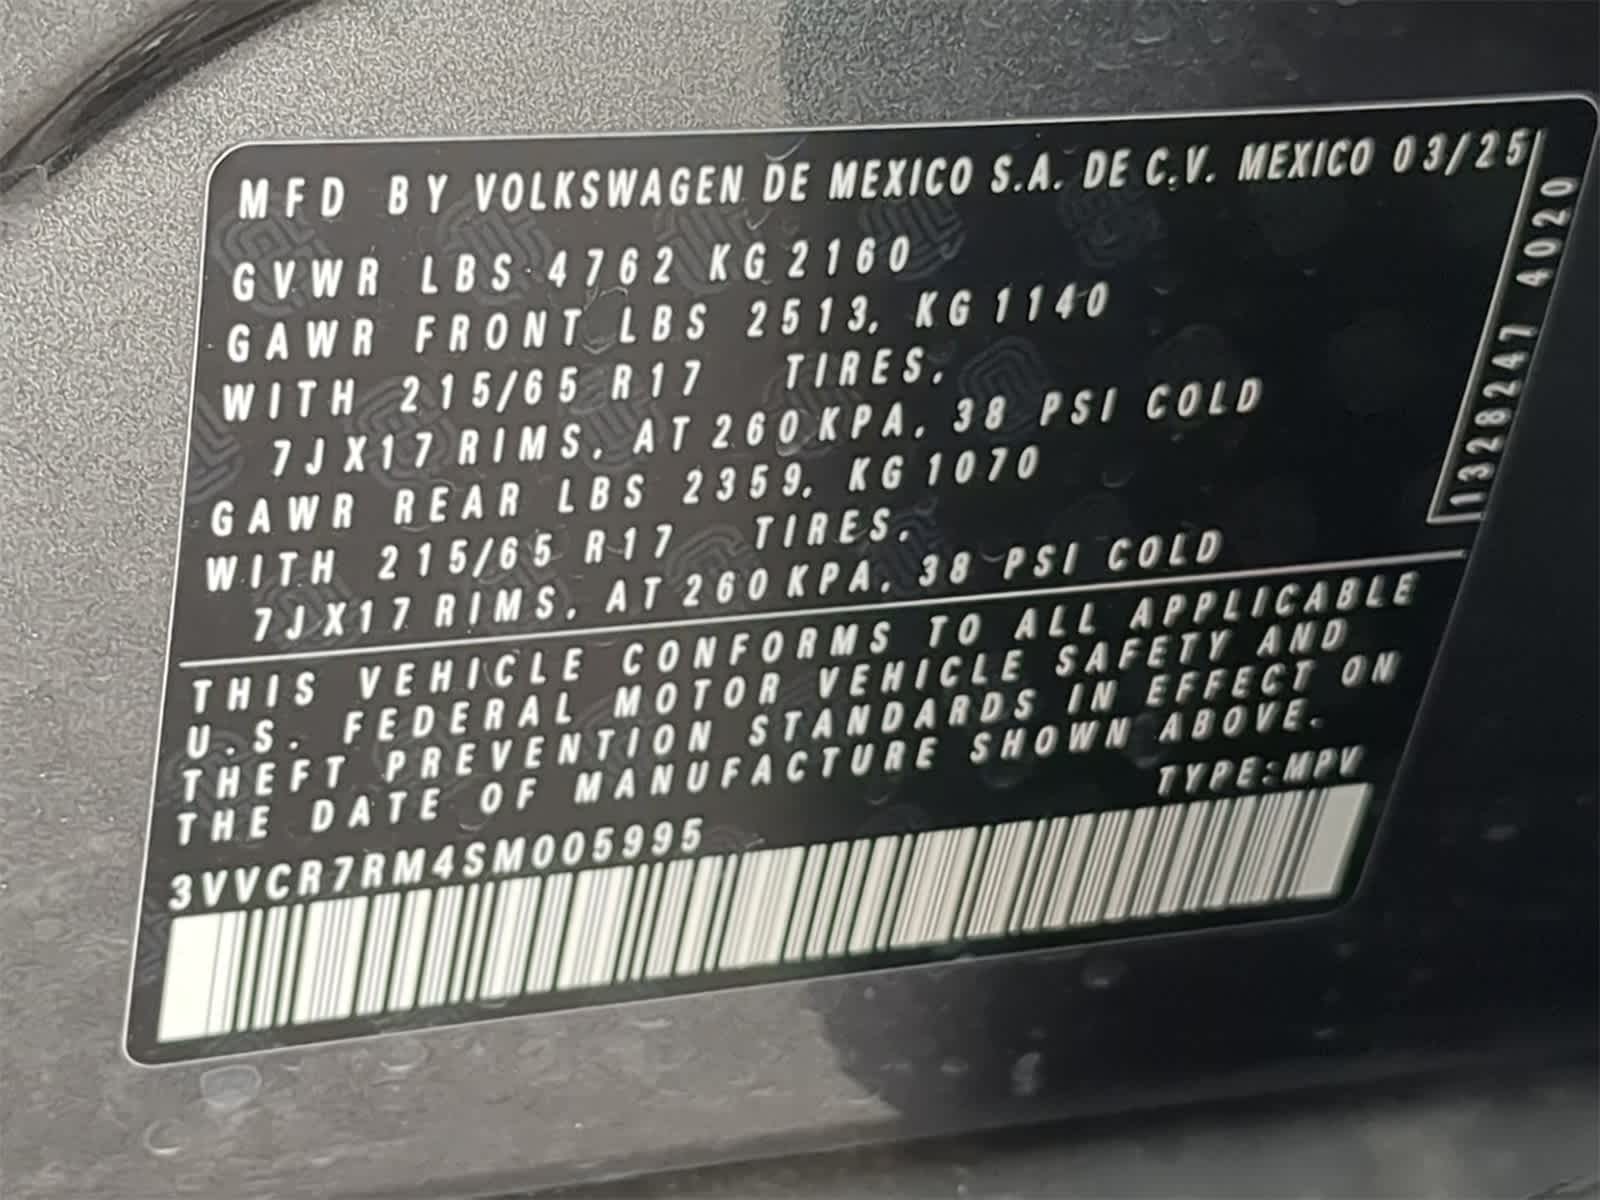 MFD BY VOLKSWAGEN DE MEXICO S.A. DE C.V. MEXICO 03/25
GVWR LBS 4762 KG 2160
GAWR FRONT LBS 2513, KG 1140
WITH 215/65 R17 TIRES,
7JX17 RIMS, AT 260 KPA, 38 PSI COLD
GAWR REAR LBS 2359, KG 1070
WITH 215/65 R17 TIRES,
7JX17 RIMS, AT 260 KPA, 38 PSI COLD
THIS VEHICLE CONFORMS TO ALL APPLICABLE
U.S. FEDERAL MOTOR VEHICLE SAFETY AND
THEFT PREVENTION STANDARDS IN EFFECT ON
THE DATE OF MANUFACTURE SHOWN ABOVE.
TYPE:MPV
3VVCR7RM4SM005995
1328247 4020